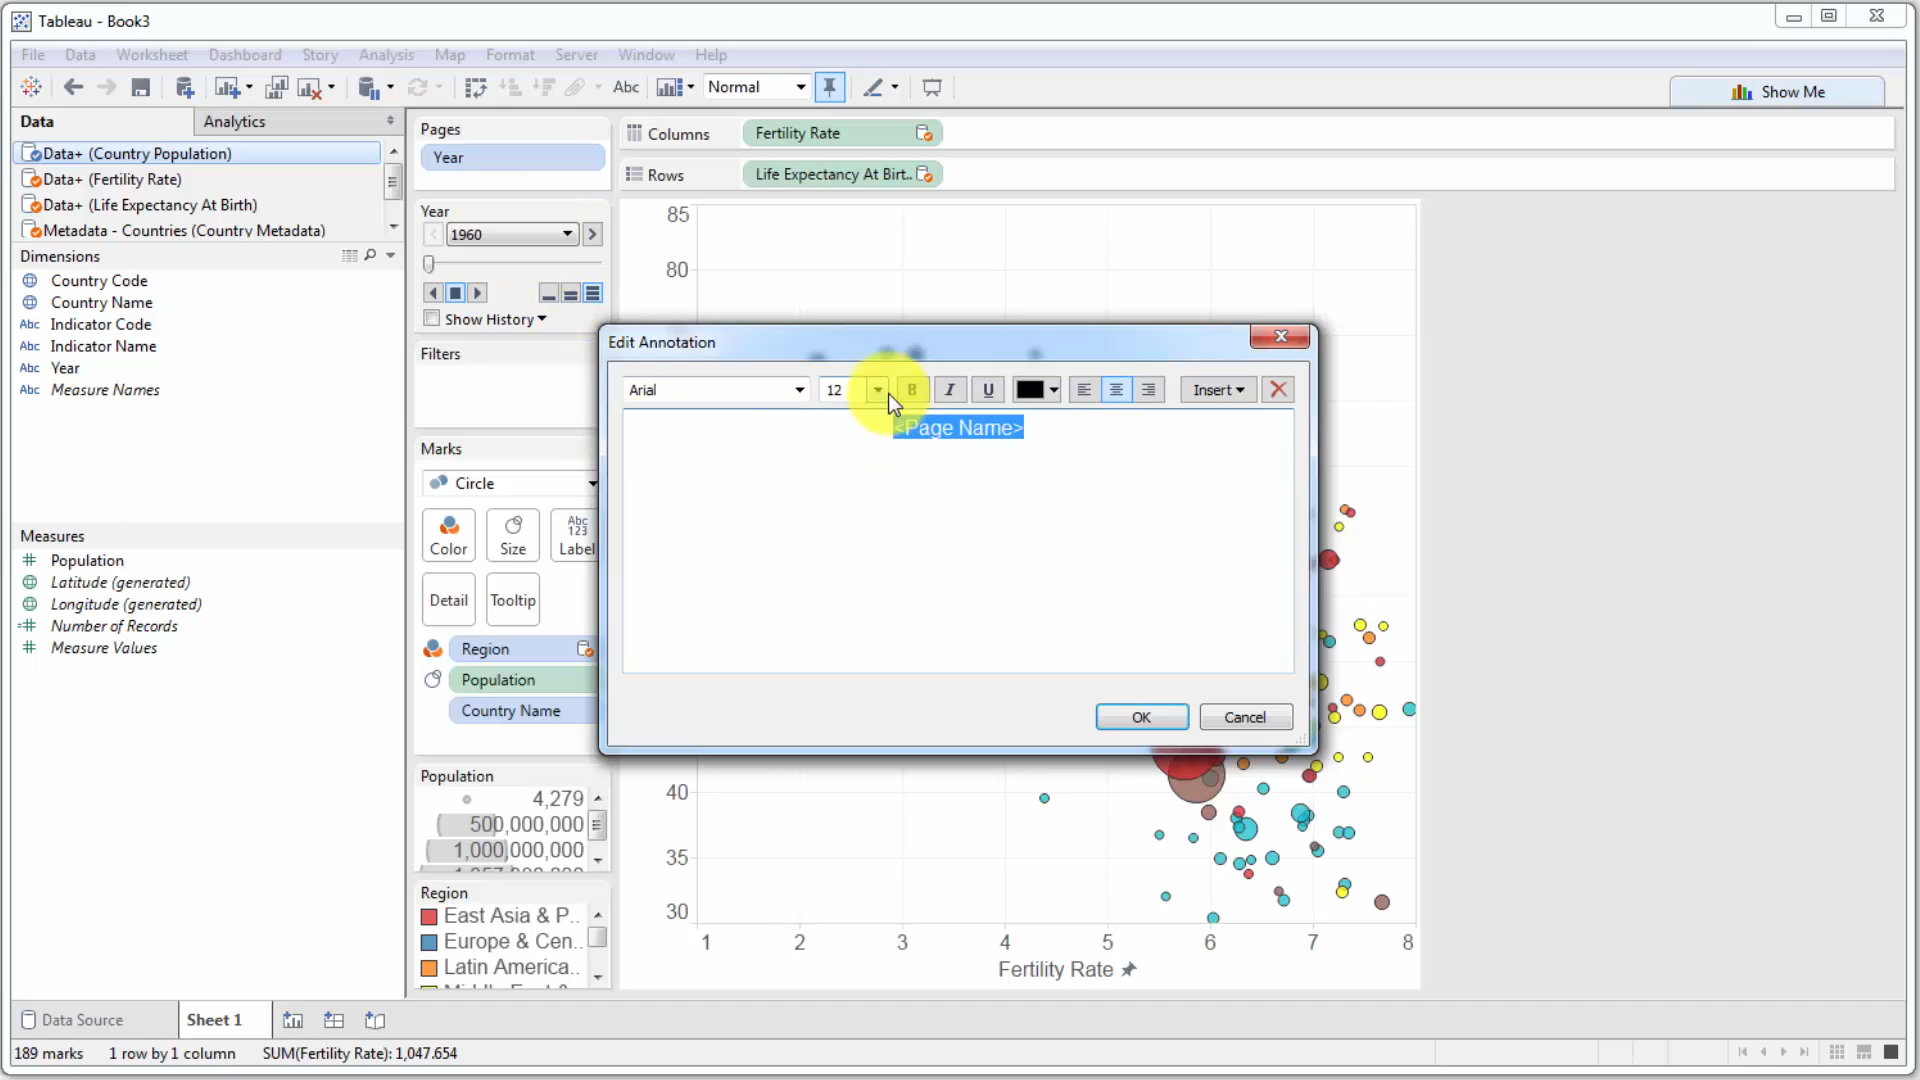 Tableau - Book3
File Data Worksheet Dashboard Story Analysis Map Format Server Window Help
Abc Normal Show Me
Data Analytics
Data+ (Country Population)
Data+ (Fertility Rate)
Data+ (Life Expectancy At Birth)
Metadata - Countries (Country Metadata)
Dimensions
Country Code
Country Name
Abc Indicator Code
Abc Indicator Name
Abc Year
Abc Measure Names
Measures
Population
Latitude (generated)
Longitude (generated)
Number of Records
Measure Values
Pages
Year
Year
1960
Show History
Filters
Marks
Circle
Color
Size
Abc
123
Label
Detail
Tooltip
Region
Population
Country Name
Population
4,279
500,000,000
1,000,000,000
Region
East Asia & P..
Europe & Cen..
Latin America..
Columns Fertility Rate
Rows Life Expectancy At Birt..
85
80
40
35
30
1 2 3 4 5 6 7 8
Fertility Rate
Edit Annotation
Arial 12 B I U Insert
<Page Name>
OK Cancel
Data Source Sheet 1
189 marks 1 row by 1 column SUM(Fertility Rate): 1,047.654